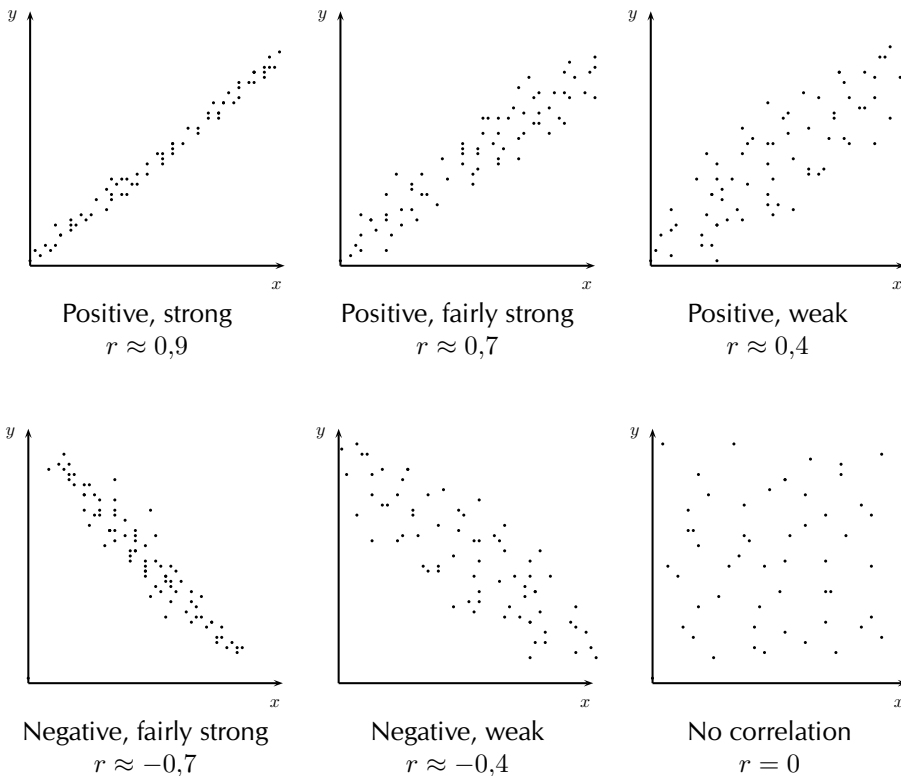 y
x
Positive, strong
r ≈ 0,9
y
x
Positive, fairly strong
r ≈ 0,7
y
x
Positive, weak
r ≈ 0,4
y
x
Negative, fairly strong
r ≈ −0,7
y
x
Negative, weak
r ≈ −0,4
y
x
No correlation
r = 0